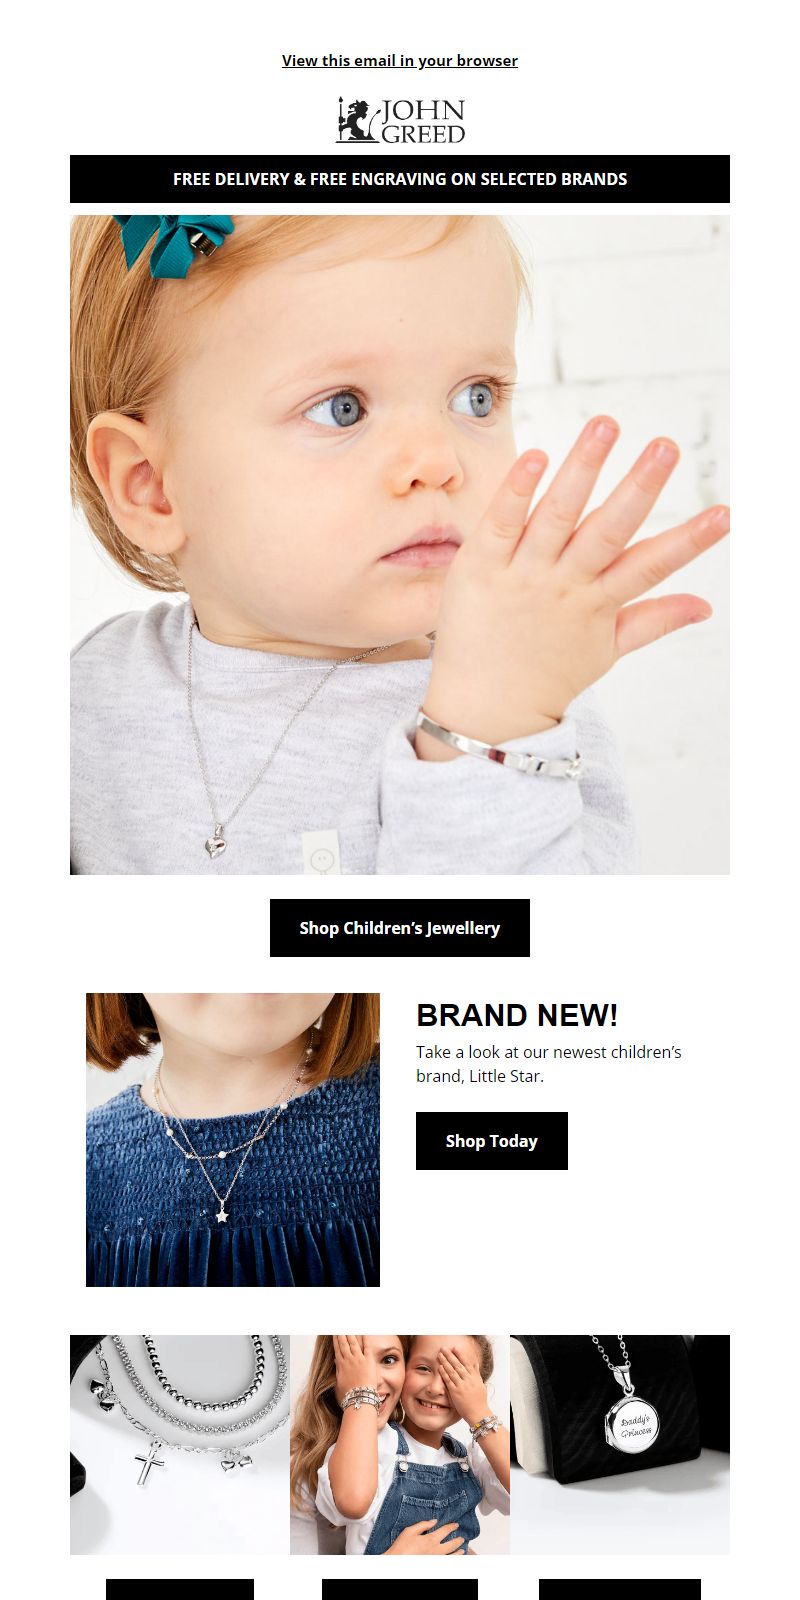 View this email in your browser
JOHN
GREED
FREE DELIVERY & FREE ENGRAVING ON SELECTED BRANDS
Shop Children’s Jewellery
BRAND NEW!
Take a look at our newest children’s
brand, Little Star.
Shop Today
Daddy's
Princess